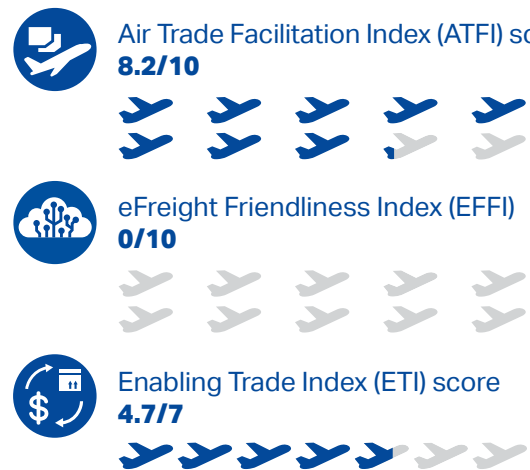 Air Trade Facilitation Index (ATFI)
8.2/10
eFreight Friendliness Index (EFFI)
0/10
$
Enabling Trade Index (ETI) score
4.7/7